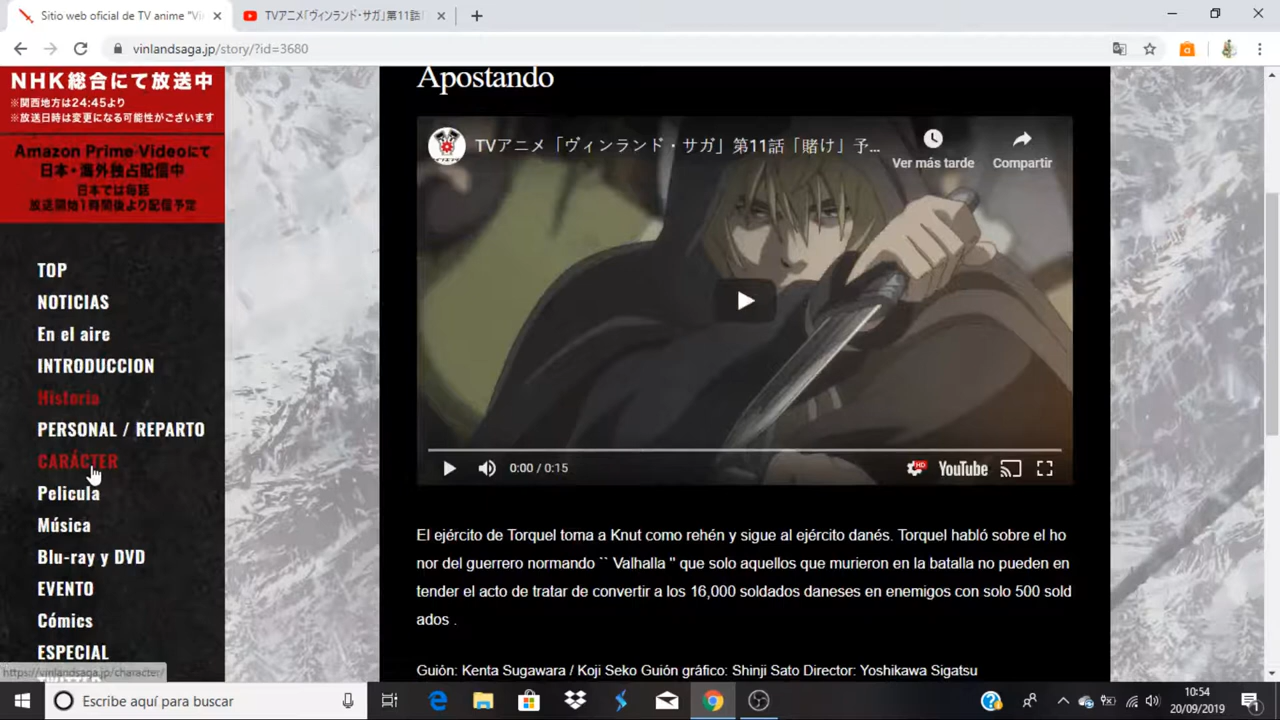 Sitio web oficial de TV anime "Vi
TVアニメ「ヴィンランド・サガ」第11話「
vinlandsaga.jp/story/?id=3680
NHK総合にて放送中
※関西地方は24:45より
※放送日時は変更になる可能性がございます
Amazon Prime Videoにて
日本・海外独占配信中
日本では毎話
放送開始1時間後より配信予定
TOP
NOTICIAS
En el aire
INTRODUCCION
Historia
PERSONAL / REPARTO
CARÁCTER
Pelicula
Música
Blu-ray y DVD
EVENTO
Cómics
ESPECIAL
https://vinlandsaga.jp/character/
Apostando
TVアニメ「ヴィンランド・サガ」第11話「賭け」予...
Ver más tarde
Compartir
0:00 / 0:15
HD
YouTube
El ejército de Torquel toma a Knut como rehén y sigue al ejército danés. Torquel habló sobre el ho
nor del guerrero normando `` Valhalla '' que solo aquellos que murieron en la batalla no pueden en
tender el acto de tratar de convertir a los 16,000 soldados daneses en enemigos con solo 500 sold
ados .
Guión: Kenta Sugawara / Koji Seko Guión gráfico: Shinji Sato Director: Yoshikawa Sigatsu
Escribe aquí para buscar
10:54
20/09/2019